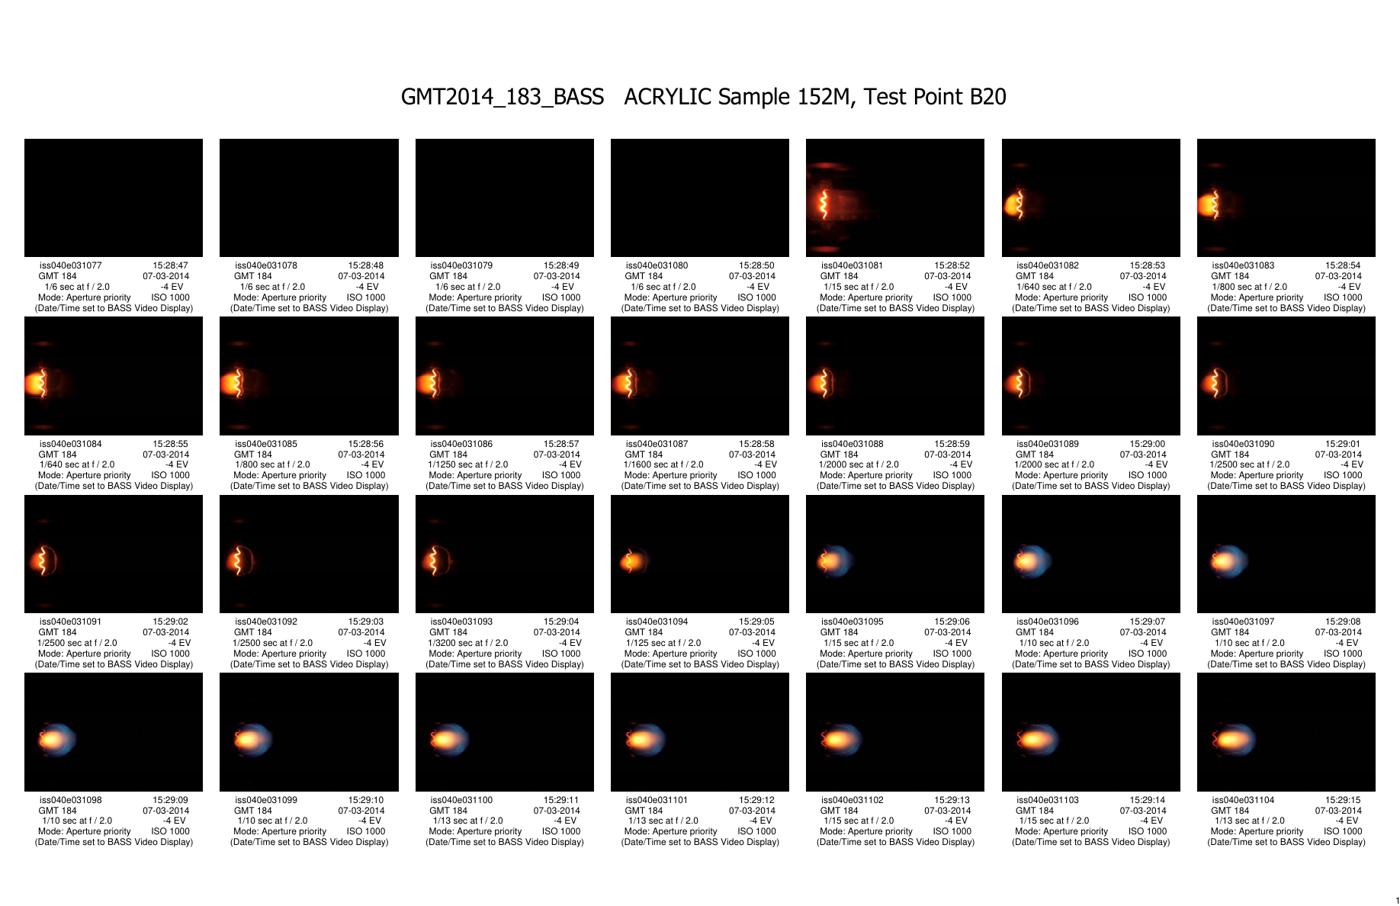 GMT2014_183_BASS ACRYLIC Sample 152M, Test Point B20
iss040e031077 15:28:47
GMT 184 07-03-2014
1/6 sec at f / 2.0 -4 EV
Mode: Aperture priority ISO 1000
(Date/Time set to BASS Video Display)
iss040e031078 15:28:48
GMT 184 07-03-2014
1/6 sec at f / 2.0 -4 EV
Mode: Aperture priority ISO 1000
(Date/Time set to BASS Video Display)
iss040e031079 15:28:49
GMT 184 07-03-2014
1/6 sec at f / 2.0 -4 EV
Mode: Aperture priority ISO 1000
(Date/Time set to BASS Video Display)
iss040e031080 15:28:50
GMT 184 07-03-2014
1/6 sec at f / 2.0 -4 EV
Mode: Aperture priority ISO 1000
(Date/Time set to BASS Video Display)
iss040e031081 15:28:52
GMT 184 07-03-2014
1/15 sec at f / 2.0 -4 EV
Mode: Aperture priority ISO 1000
(Date/Time set to BASS Video Display)
iss040e031082 15:28:53
GMT 184 07-03-2014
1/640 sec at f / 2.0 -4 EV
Mode: Aperture priority ISO 1000
(Date/Time set to BASS Video Display)
iss040e031083 15:28:54
GMT 184 07-03-2014
1/800 sec at f / 2.0 -4 EV
Mode: Aperture priority ISO 1000
(Date/Time set to BASS Video Display)
iss040e031084 15:28:55
GMT 184 07-03-2014
1/640 sec at f / 2.0 -4 EV
Mode: Aperture priority ISO 1000
(Date/Time set to BASS Video Display)
iss040e031085 15:28:56
GMT 184 07-03-2014
1/800 sec at f / 2.0 -4 EV
Mode: Aperture priority ISO 1000
(Date/Time set to BASS Video Display)
iss040e031086 15:28:57
GMT 184 07-03-2014
1/1250 sec at f / 2.0 -4 EV
Mode: Aperture priority ISO 1000
(Date/Time set to BASS Video Display)
iss040e031087 15:28:58
GMT 184 07-03-2014
1/1600 sec at f / 2.0 -4 EV
Mode: Aperture priority ISO 1000
(Date/Time set to BASS Video Display)
iss040e031088 15:28:59
GMT 184 07-03-2014
1/2000 sec at f / 2.0 -4 EV
Mode: Aperture priority ISO 1000
(Date/Time set to BASS Video Display)
iss040e031089 15:29:00
GMT 184 07-03-2014
1/2000 sec at f / 2.0 -4 EV
Mode: Aperture priority ISO 1000
(Date/Time set to BASS Video Display)
iss040e031090 15:29:01
GMT 184 07-03-2014
1/2500 sec at f / 2.0 -4 EV
Mode: Aperture priority ISO 1000
(Date/Time set to BASS Video Display)
iss040e031091 15:29:02
GMT 184 07-03-2014
1/2500 sec at f / 2.0 -4 EV
Mode: Aperture priority ISO 1000
(Date/Time set to BASS Video Display)
iss040e031092 15:29:03
GMT 184 07-03-2014
1/2500 sec at f / 2.0 -4 EV
Mode: Aperture priority ISO 1000
(Date/Time set to BASS Video Display)
iss040e031093 15:29:04
GMT 184 07-03-2014
1/3200 sec at f / 2.0 -4 EV
Mode: Aperture priority ISO 1000
(Date/Time set to BASS Video Display)
iss040e031094 15:29:05
GMT 184 07-03-2014
1/125 sec at f / 2.0 -4 EV
Mode: Aperture priority ISO 1000
(Date/Time set to BASS Video Display)
iss040e031095 15:29:06
GMT 184 07-03-2014
1/15 sec at f / 2.0 -4 EV
Mode: Aperture priority ISO 1000
(Date/Time set to BASS Video Display)
iss040e031096 15:29:07
GMT 184 07-03-2014
1/10 sec at f / 2.0 -4 EV
Mode: Aperture priority ISO 1000
(Date/Time set to BASS Video Display)
iss040e031097 15:29:08
GMT 184 07-03-2014
1/10 sec at f / 2.0 -4 EV
Mode: Aperture priority ISO 1000
(Date/Time set to BASS Video Display)
iss040e031098 15:29:09
GMT 184 07-03-2014
1/10 sec at f / 2.0 -4 EV
Mode: Aperture priority ISO 1000
(Date/Time set to BASS Video Display)
iss040e031099 15:29:10
GMT 184 07-03-2014
1/10 sec at f / 2.0 -4 EV
Mode: Aperture priority ISO 1000
(Date/Time set to BASS Video Display)
iss040e031100 15:29:11
GMT 184 07-03-2014
1/13 sec at f / 2.0 -4 EV
Mode: Aperture priority ISO 1000
(Date/Time set to BASS Video Display)
iss040e031101 15:29:12
GMT 184 07-03-2014
1/13 sec at f / 2.0 -4 EV
Mode: Aperture priority ISO 1000
(Date/Time set to BASS Video Display)
iss040e031102 15:29:13
GMT 184 07-03-2014
1/15 sec at f / 2.0 -4 EV
Mode: Aperture priority ISO 1000
(Date/Time set to BASS Video Display)
iss040e031103 15:29:14
GMT 184 07-03-2014
1/15 sec at f / 2.0 -4 EV
Mode: Aperture priority ISO 1000
(Date/Time set to BASS Video Display)
iss040e031104 15:29:15
GMT 184 07-03-2014
1/13 sec at f / 2.0 -4 EV
Mode: Aperture priority ISO 1000
(Date/Time set to BASS Video Display)